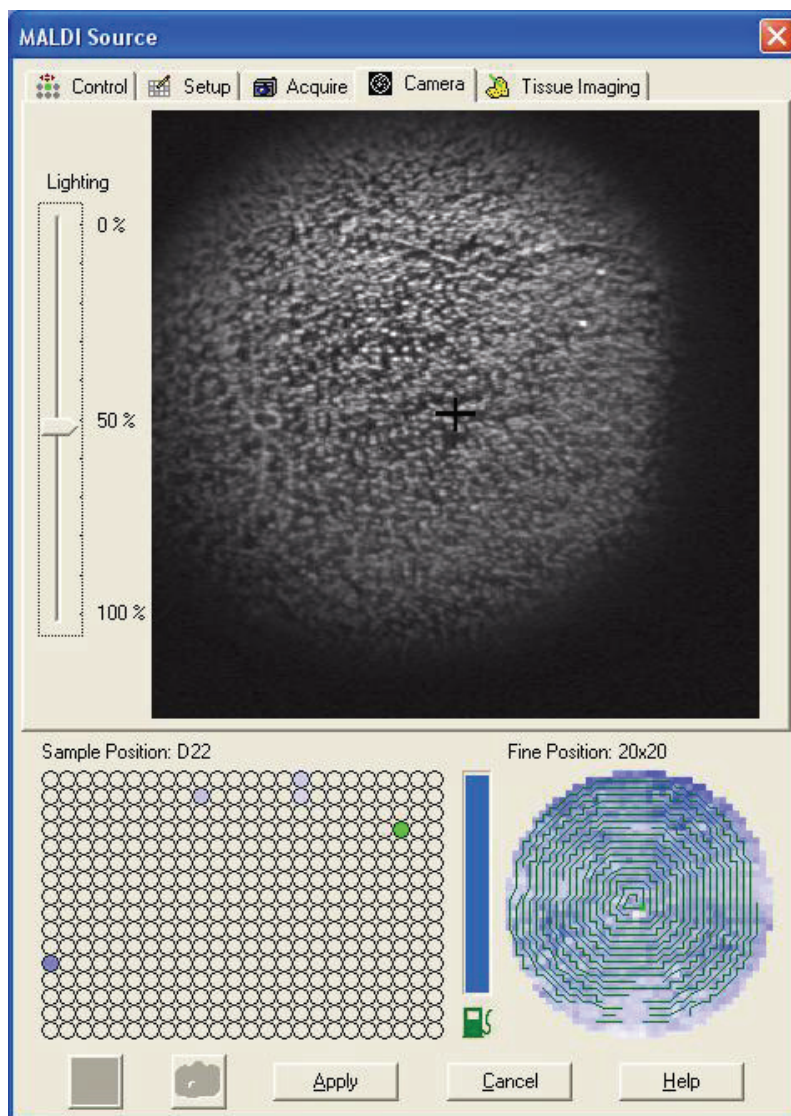 MALDI Source
Control Setup Acquire Camera Tissue Imaging
Lighting
0 %
50 %
100 %
Sample Position: D22 Fine Position: 20x20
Apply Cancel Help